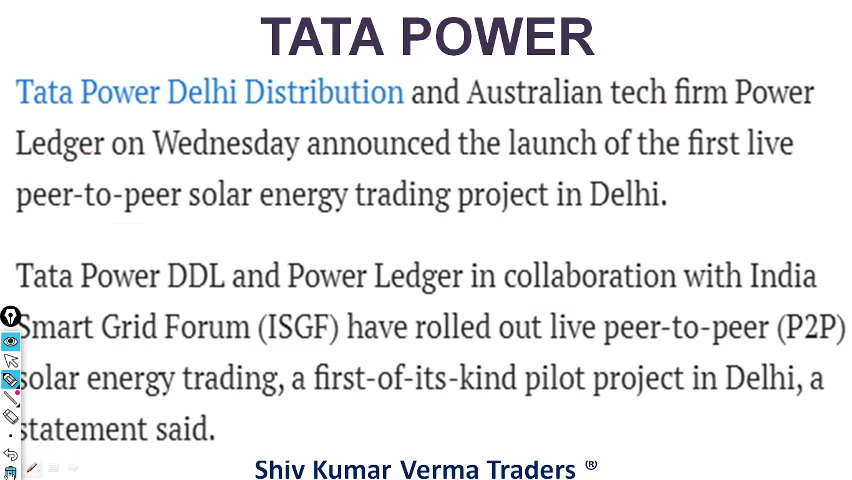 TATA POWER
Tata Power Delhi Distribution and Australian tech firm Power
Ledger on Wednesday announced the launch of the first live
peer-to-peer solar energy trading project in Delhi.
Tata Power DDL and Power Ledger in collaboration with India
Smart Grid Forum (ISGF) have rolled out live peer-to-peer (P2P)
solar energy trading, a first-of-its-kind pilot project in Delhi, a
statement said.
Shiv Kumar Verma Traders ®